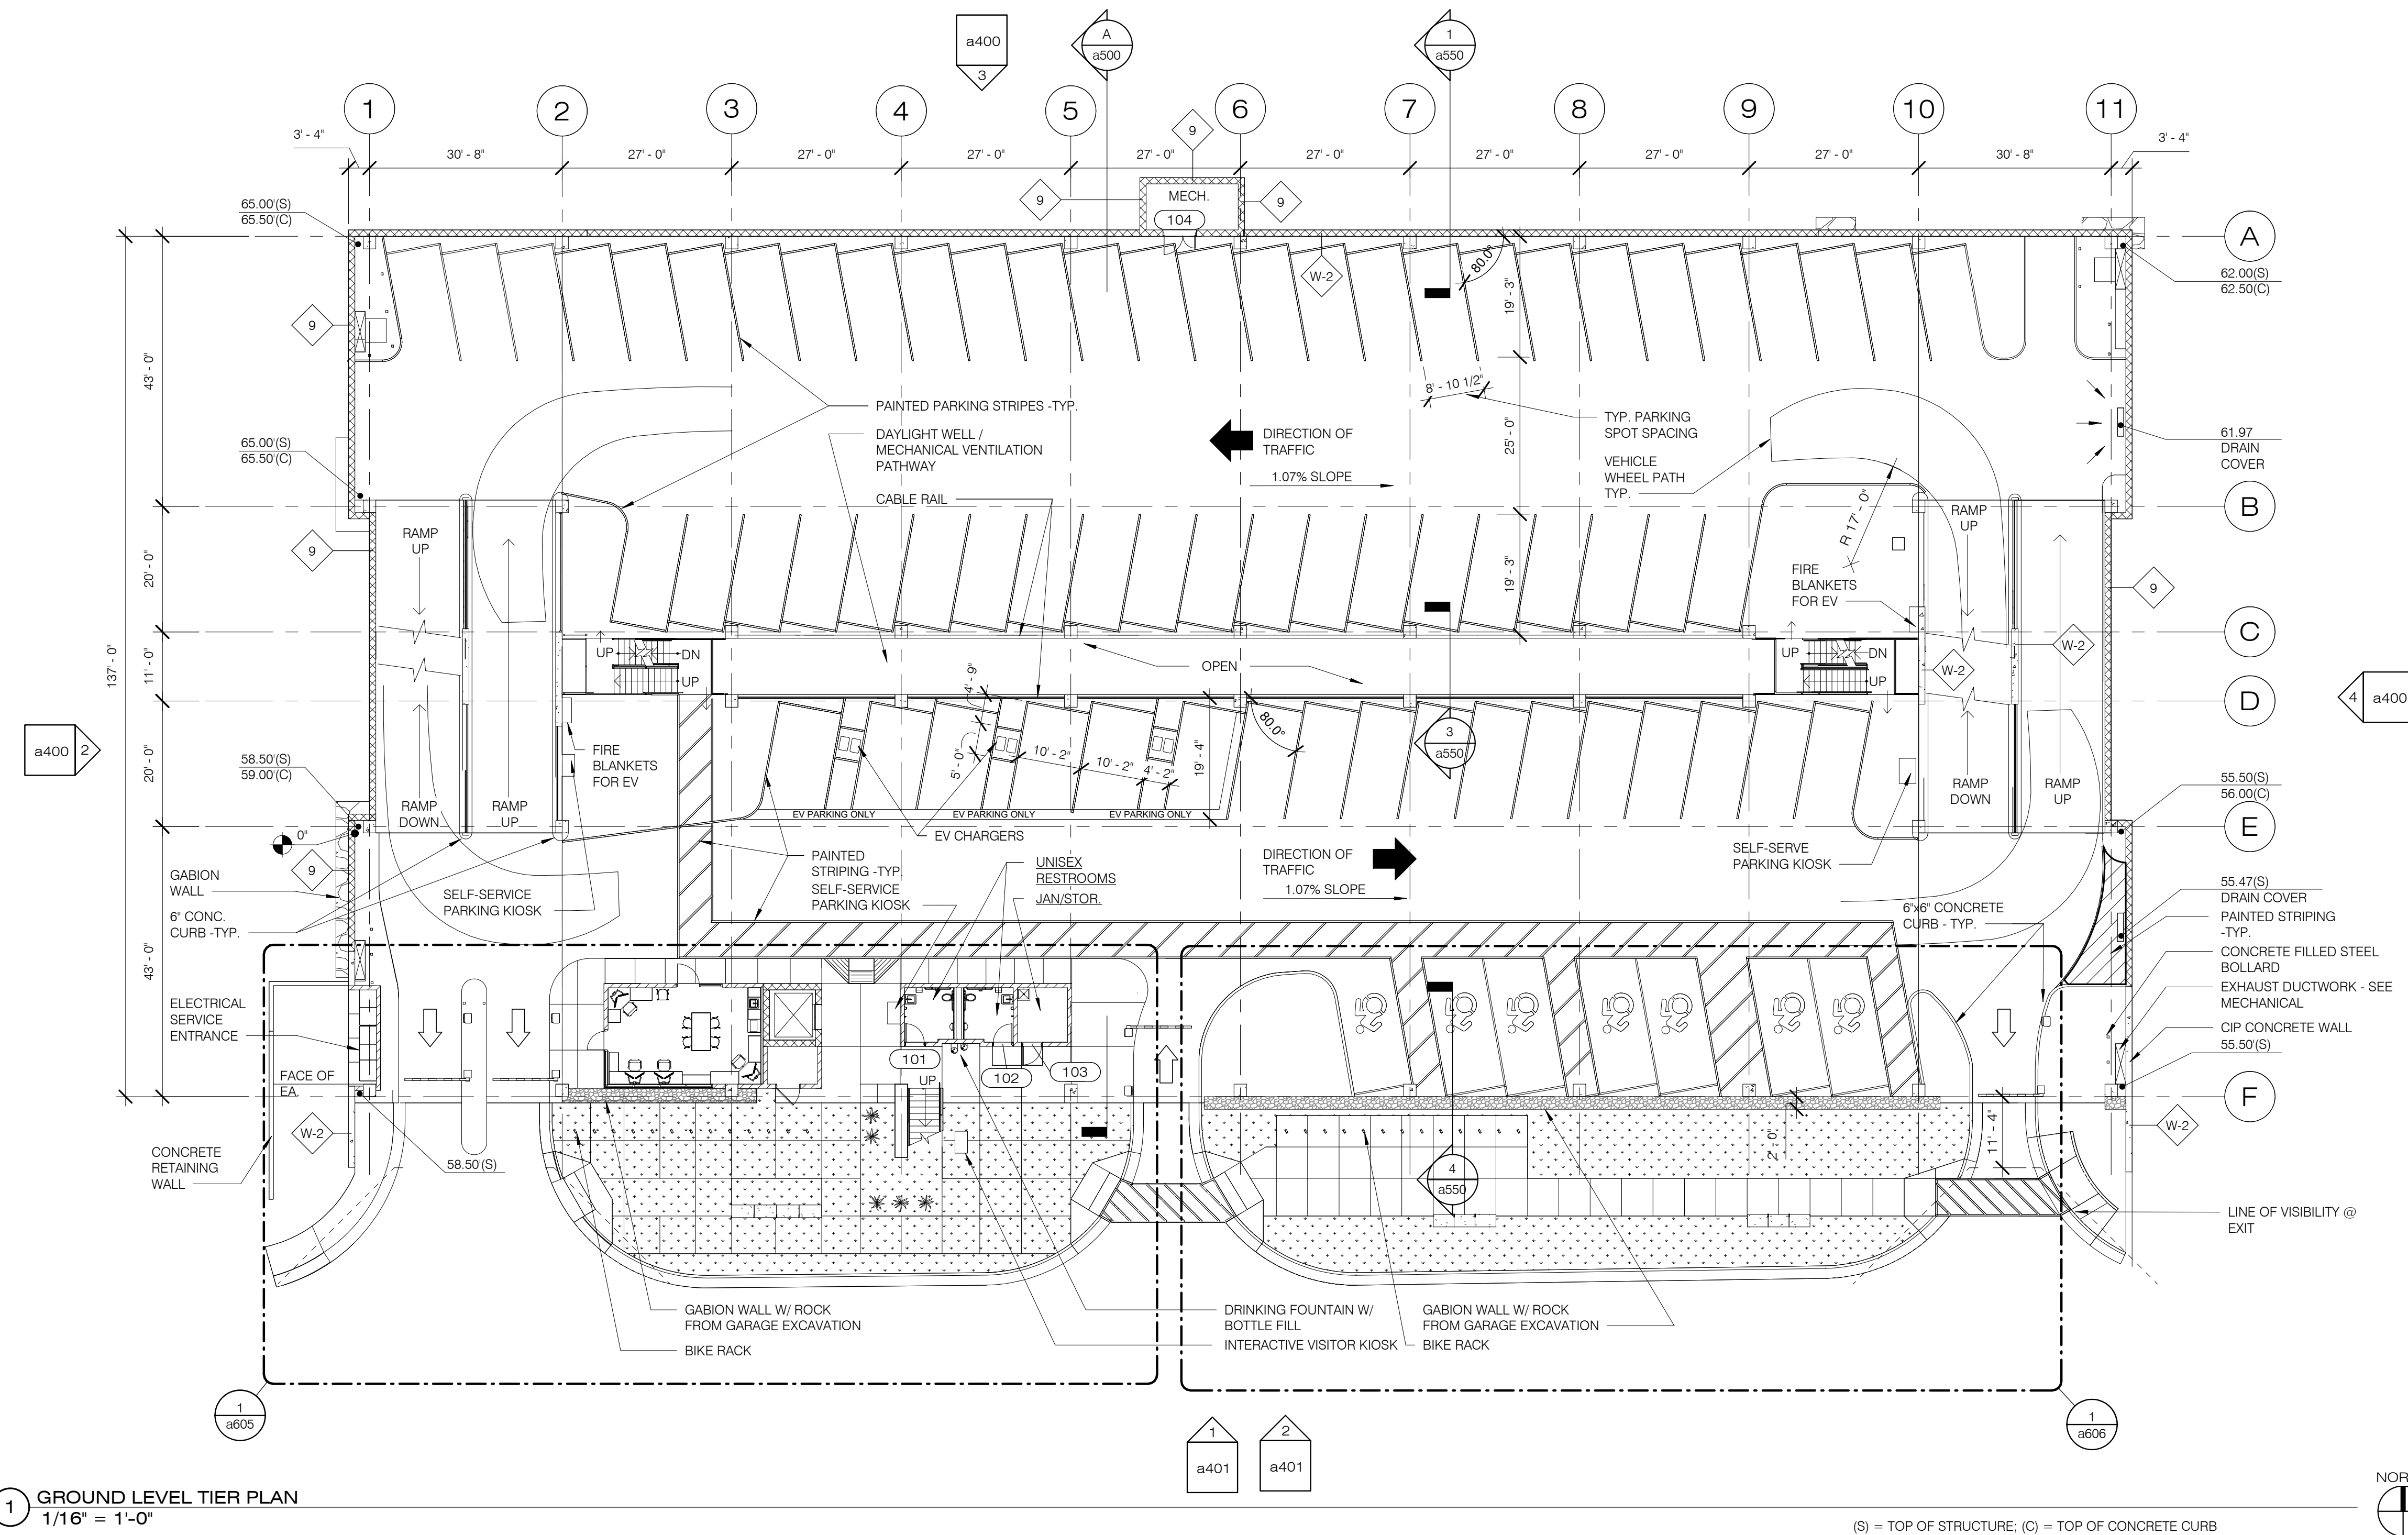 a400
3
A
a500
1
a550
1
2
3
4
5
6
7
8
9
10
11
3' - 4"
30' - 8"
27' - 0"
27' - 0"
27' - 0"
27' - 0"
27' - 0"
27' - 0"
27' - 0"
27' - 0"
30' - 8"
3' - 4"
9
9
MECH.
9
104
65.00'(S)
65.50'(C)
A
W-2
80.0°
62.00(S)
62.50(C)
19' - 3"
9
43' - 0"
8' - 10 1/2"
PAINTED PARKING STRIPES -TYP.
DAYLIGHT WELL /
MECHANICAL VENTILATION
PATHWAY
CABLE RAIL
DIRECTION OF
TRAFFIC
1.07% SLOPE
25' - 0"
TYP. PARKING
SPOT SPACING
VEHICLE
WHEEL PATH
TYP.
61.97
DRAIN
COVER
65.00'(S)
65.50'(C)
B
R 17' - 0"
RAMP
UP
RAMP
UP
9
20' - 0"
19' - 3"
FIRE
BLANKETS
FOR EV
9
C
UP
DN
UP
UP
DN
UP
W-2
W-2
137' - 0"
11' - 0"
OPEN
4' - 9"
D
4
a400
a400
2
80.0°
3
a550
FIRE
BLANKETS
FOR EV
5' - 0"
10' - 2"
10' - 2"
4' - 2"
19' - 4"
20' - 0"
58.50'(S)
59.00'(C)
RAMP
DOWN
RAMP
UP
RAMP
DOWN
RAMP
UP
55.50(S)
56.00(C)
EV PARKING ONLY
EV PARKING ONLY
EV PARKING ONLY
EV CHARGERS
E
0"
9
GABION
WALL
6" CONC.
CURB -TYP.
SELF-SERVICE
PARKING KIOSK
PAINTED
STRIPING -TYP.
SELF-SERVICE
PARKING KIOSK
UNISEX
RESTROOMS
JAN/STOR.
DIRECTION OF
TRAFFIC
1.07% SLOPE
SELF-SERVE
PARKING KIOSK
6"x6" CONCRETE
CURB - TYP.
55.47(S)
DRAIN COVER
PAINTED STRIPING
-TYP.
CONCRETE FILLED STEEL
BOLLARD
EXHAUST DUCTWORK - SEE
MECHANICAL
CIP CONCRETE WALL
55.50'(S)
43' - 0"
ELECTRICAL
SERVICE
ENTRANCE
FACE OF
EA.
101
102
103
UP
F
W-2
W-2
CONCRETE
RETAINING
WALL
58.50'(S)
2' - 0"
11' - 4"
4
a550
LINE OF VISIBILITY @
EXIT
GABION WALL W/ ROCK
FROM GARAGE EXCAVATION
BIKE RACK
DRINKING FOUNTAIN W/
BOTTLE FILL
INTERACTIVE VISITOR KIOSK
GABION WALL W/ ROCK
FROM GARAGE EXCAVATION
BIKE RACK
1
a605
1
a606
1
a401
2
a401
1
GROUND LEVEL TIER PLAN
1/16" = 1'-0"
NOR
(S) = TOP OF STRUCTURE; (C) = TOP OF CONCRETE CURB